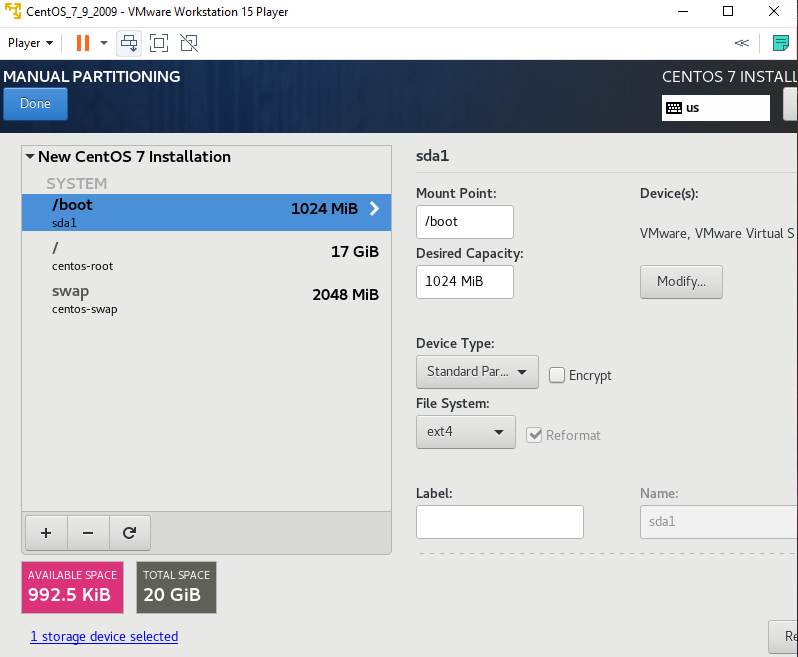 CentOS_7_9_2009 - VMware Workstation 15 Player
Player
MANUAL PARTITIONING
CENTOS 7 INSTALL
Done
us
New CentOS 7 Installation
SYSTEM
/boot
1024 MiB
sda1
/
17 GiB
centos-root
swap
2048 MiB
centos-swap
+ −
AVAILABLE SPACE
992.5 KiB
TOTAL SPACE
20 GiB
1 storage device selected
sda1
Mount Point:
/boot
Desired Capacity:
1024 MiB
Device(s):
VMware, VMware Virtual S
Modify...
Device Type:
Standard Par...
Encrypt
File System:
ext4
Reformat
Label:
Name:
sda1
Re